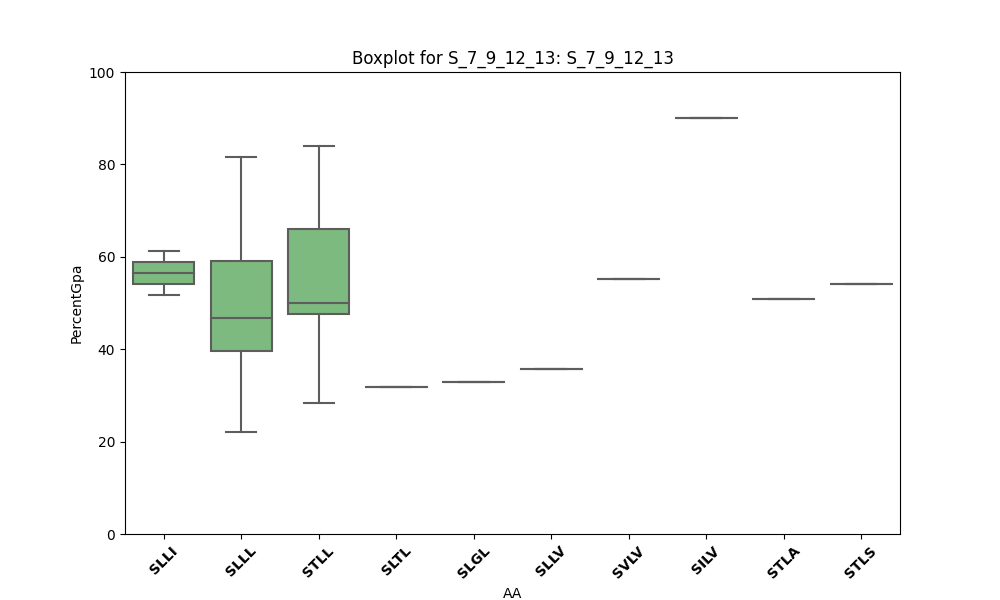 Boxplot for S_7_9_12_13: S_7_9_12_13
100
80
60
40
20
0
PercentGpa
SLLI
SLLL
STLL
SLTL
SLGL
SLLV
SVLV
SILV
STLA
STLS
AA